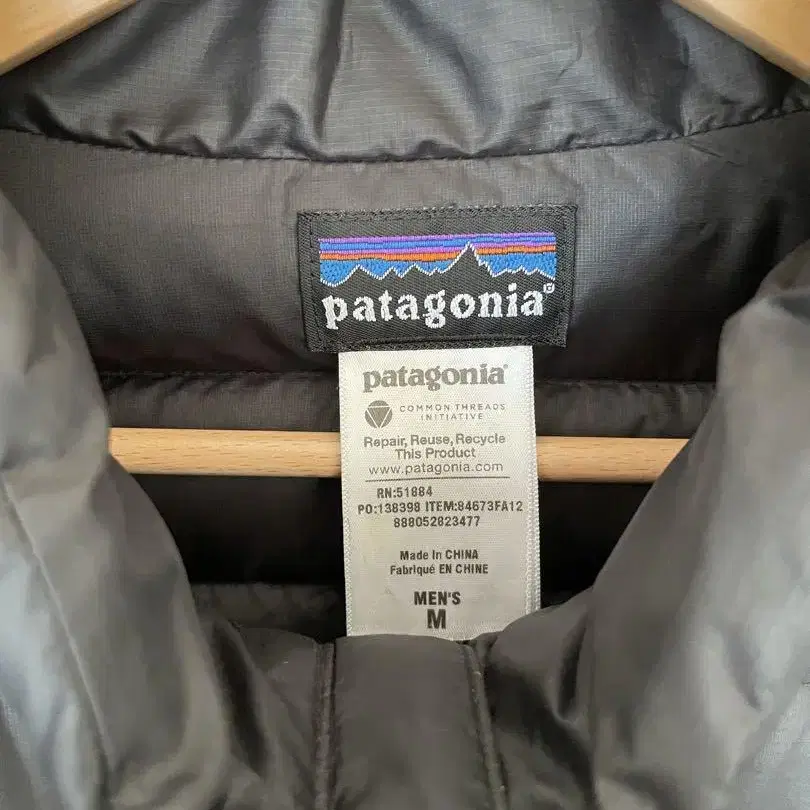 patagonia®
patagonia®
COMMON THREADS
INITIATIVE
Repair, Reuse, Recycle
This Product
www.patagonia.com
RN:51884
PO:138398 ITEM:84673FA12
888052823477
Made in CHINA
Fabriqué EN CHINE
MEN'S
M